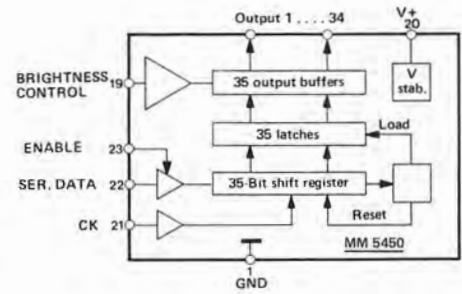 Output 1 .... 34
V+
20
BRIGHTNESS
CONTROL
19
35 output buffers
V
stab.
35 latches
Load
ENABLE
23
SER. DATA
22
35-Bit shift register
Reset
CK
21
MM 5450
1
GND